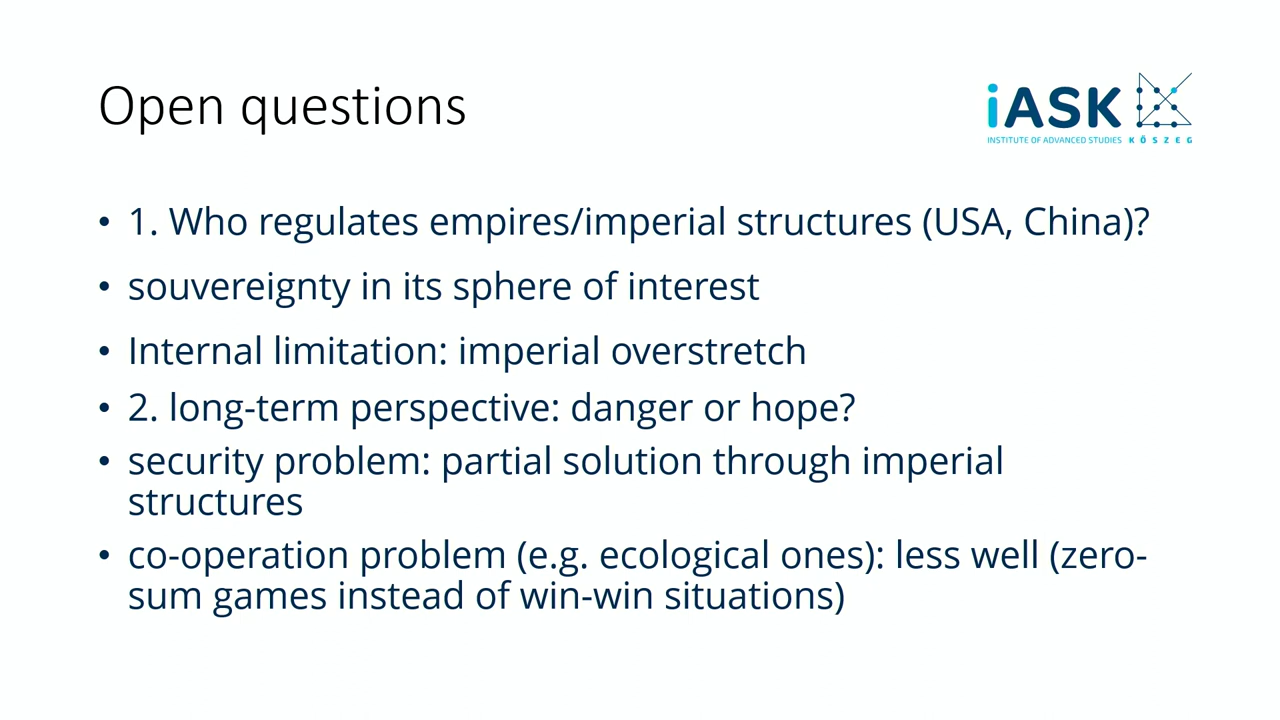 Open questions
iASK
INSTITUTE OF ADVANCED STUDIES KŐSZEG
• 1. Who regulates empires/imperial structures (USA, China)?
• souvereignty in its sphere of interest
• Internal limitation: imperial overstretch
• 2. long-term perspective: danger or hope?
• security problem: partial solution through imperial
structures
• co-operation problem (e.g. ecological ones): less well (zero-
sum games instead of win-win situations)